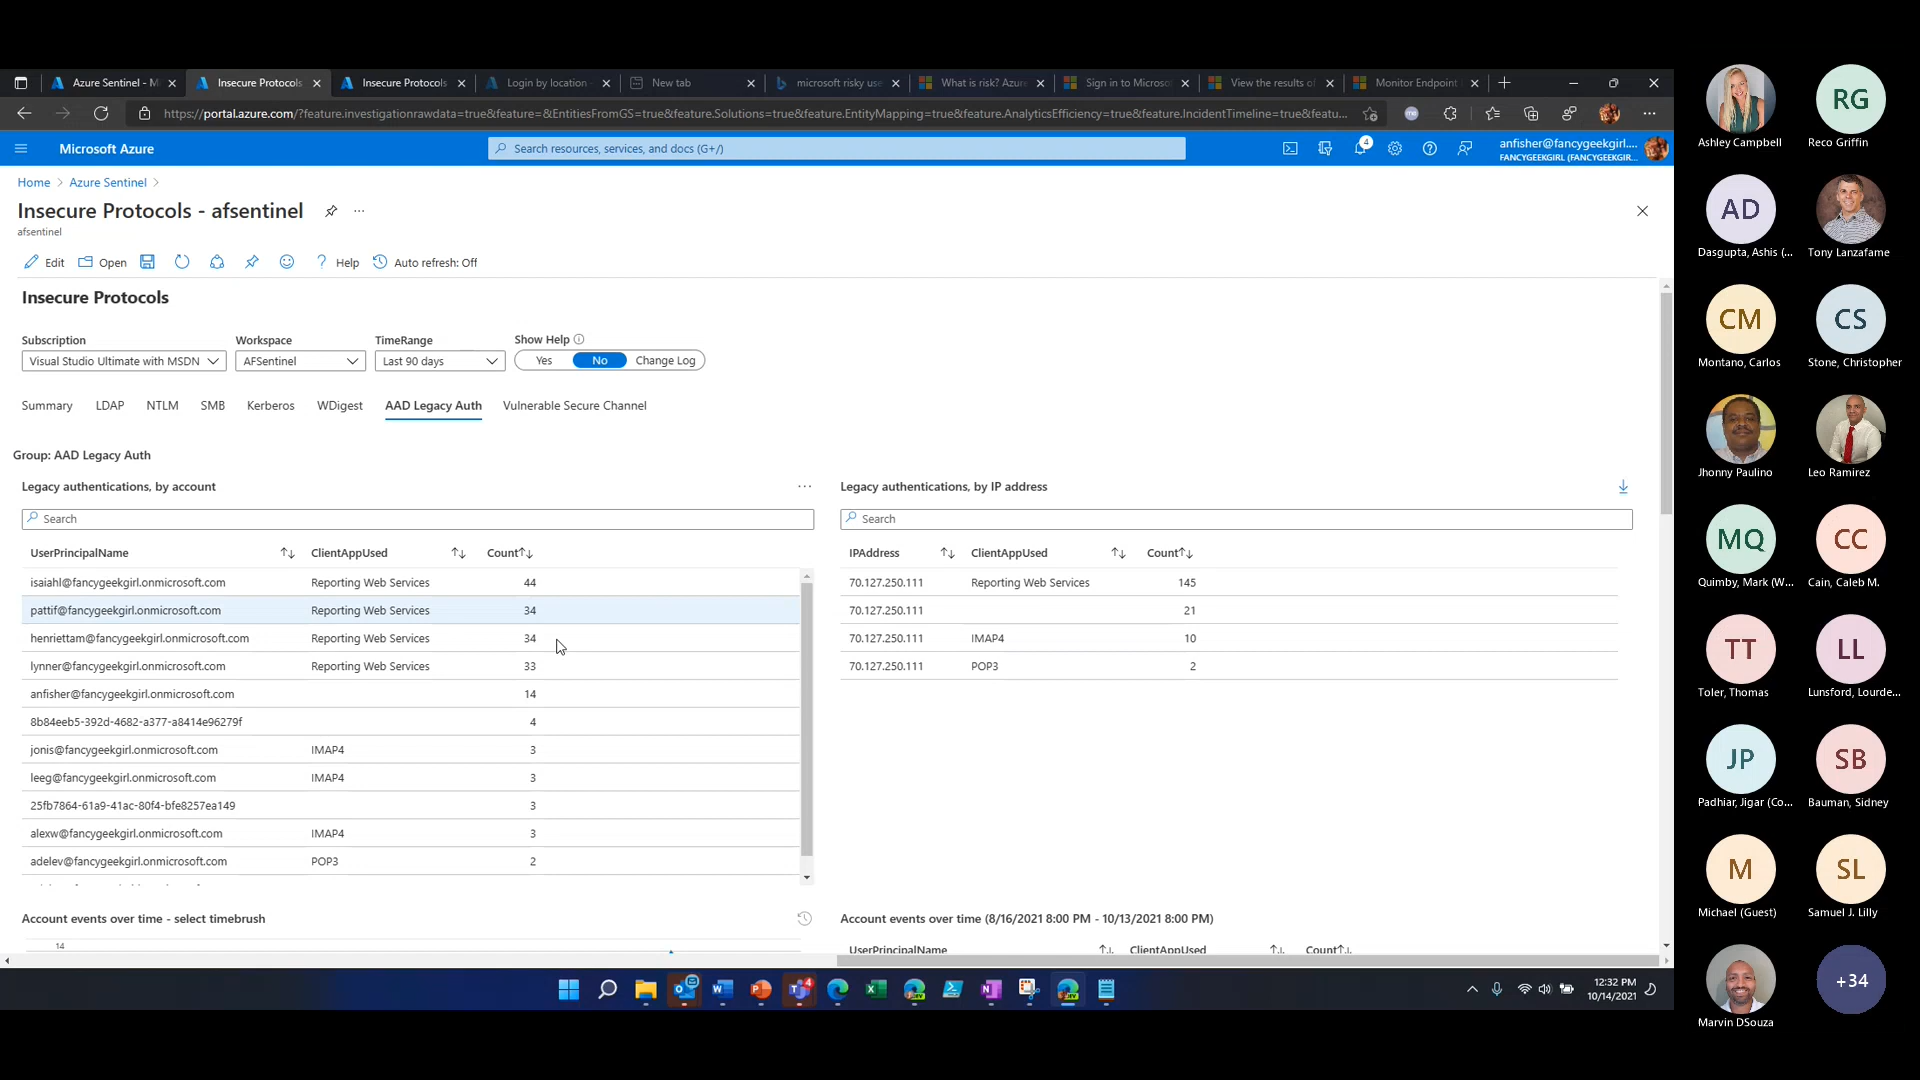 Azure Sentinel - M
Insecure Protocols
Insecure Protocols
Login by location -
New tab
microsoft risky use
What is risk? Azur
Sign in to Microso
View the results o
Monitor Endpoint
https://portal.azure.com/?feature.investigationrawdata=true&feature=&EntitiesFromGS=true&feature.Solutions=true&feature.EntityMapping=true&feature.AnalyticsEfficiency=true&feature.IncidentTimeline=true&featu...
Microsoft Azure
Search resources, services, and docs (G+/)
4
anfisher@fancygeekgirl....
FANCYGEEKGIRL (FANCYGEEKGIR...
Home > Azure Sentinel >
Insecure Protocols - afsentinel
afsentinel
Edit Open Help Auto refresh: Off
Insecure Protocols
Subscription Workspace TimeRange Show Help
Visual Studio Ultimate with MSDN AFSentinel Last 90 days Yes No Change Log
Summary LDAP NTLM SMB Kerberos WDigest AAD Legacy Auth Vulnerable Secure Channel
Group: AAD Legacy Auth
Legacy authentications, by account
Search
UserPrincipalName ClientAppUsed Count
isaiahl@fancygeekgirl.onmicrosoft.com Reporting Web Services 44
pattif@fancygeekgirl.onmicrosoft.com Reporting Web Services 34
henriettam@fancygeekgirl.onmicrosoft.com Reporting Web Services 34
lynner@fancygeekgirl.onmicrosoft.com Reporting Web Services 33
anfisher@fancygeekgirl.onmicrosoft.com 14
8b84eeb5-392d-4682-a377-a8414e96279f 4
jonis@fancygeekgirl.onmicrosoft.com IMAP4 3
leeg@fancygeekgirl.onmicrosoft.com IMAP4 3
25fb7864-61a9-41ac-80f4-bfe8257ea149 3
alexw@fancygeekgirl.onmicrosoft.com IMAP4 3
adelev@fancygeekgirl.onmicrosoft.com POP3 2
Legacy authentications, by IP address
Search
IPAddress ClientAppUsed Count
70.127.250.111 Reporting Web Services 145
70.127.250.111 21
70.127.250.111 IMAP4 10
70.127.250.111 POP3 2
Account events over time - select timebrush
14
Account events over time (8/16/2021 8:00 PM - 10/13/2021 8:00 PM)
UserPrincipalName ClientAppUsed Count
12:32 PM
10/14/2021
Ashley Campbell
RG
Reco Griffin
AD
Dasgupta, Ashis (...
Tony Lanzafame
CM
Montano, Carlos
CS
Stone, Christopher
Jhonny Paulino
Leo Ramirez
MQ
Quimby, Mark (W...
CC
Cain, Caleb M.
TT
Toler, Thomas
LL
Lunsford, Lourde...
JP
Padhiar, Jigar (Co...
SB
Bauman, Sidney
M
Michael (Guest)
SL
Samuel J. Lilly
Marvin DSouza
+34